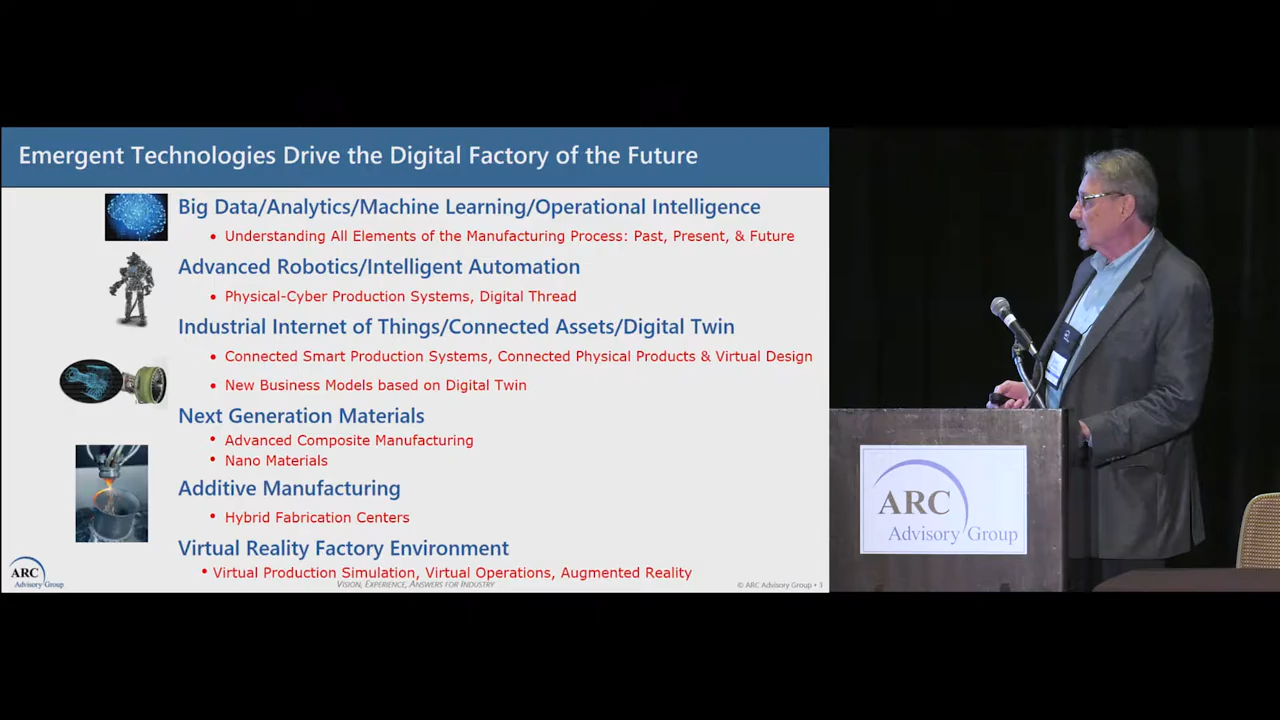 Emergent Technologies Drive the Digital Factory of the Future
Big Data/Analytics/Machine Learning/Operational Intelligence
• Understanding All Elements of the Manufacturing Process: Past, Present, & Future
Advanced Robotics/Intelligent Automation
• Physical-Cyber Production Systems, Digital Thread
Industrial Internet of Things/Connected Assets/Digital Twin
• Connected Smart Production Systems, Connected Physical Products & Virtual Design
• New Business Models based on Digital Twin
Next Generation Materials
• Advanced Composite Manufacturing
• Nano Materials
Additive Manufacturing
• Hybrid Fabrication Centers
Virtual Reality Factory Environment
• Virtual Production Simulation, Virtual Operations, Augmented Reality
ARC
Advisory Group
VISION, EXPERIENCE, ANSWERS FOR INDUSTRY
© ARC Advisory Group • 3
ARC
Advisory Group